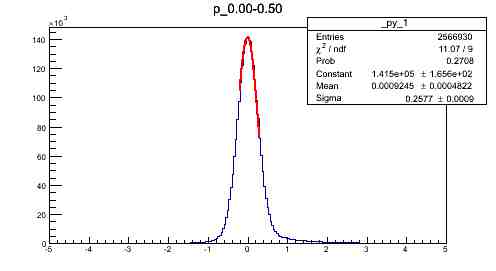 p_0.00-0.50
×10³
_py_1
Entries 2566930
χ² / ndf 11.07 / 9
Prob 0.2708
Constant 1.415e+05 ± 1.656e+02
Mean 0.0009245 ± 0.0004822
Sigma 0.2577 ± 0.0009
140
120
100
80
60
40
20
0
-5 -4 -3 -2 -1 0 1 2 3 4 5